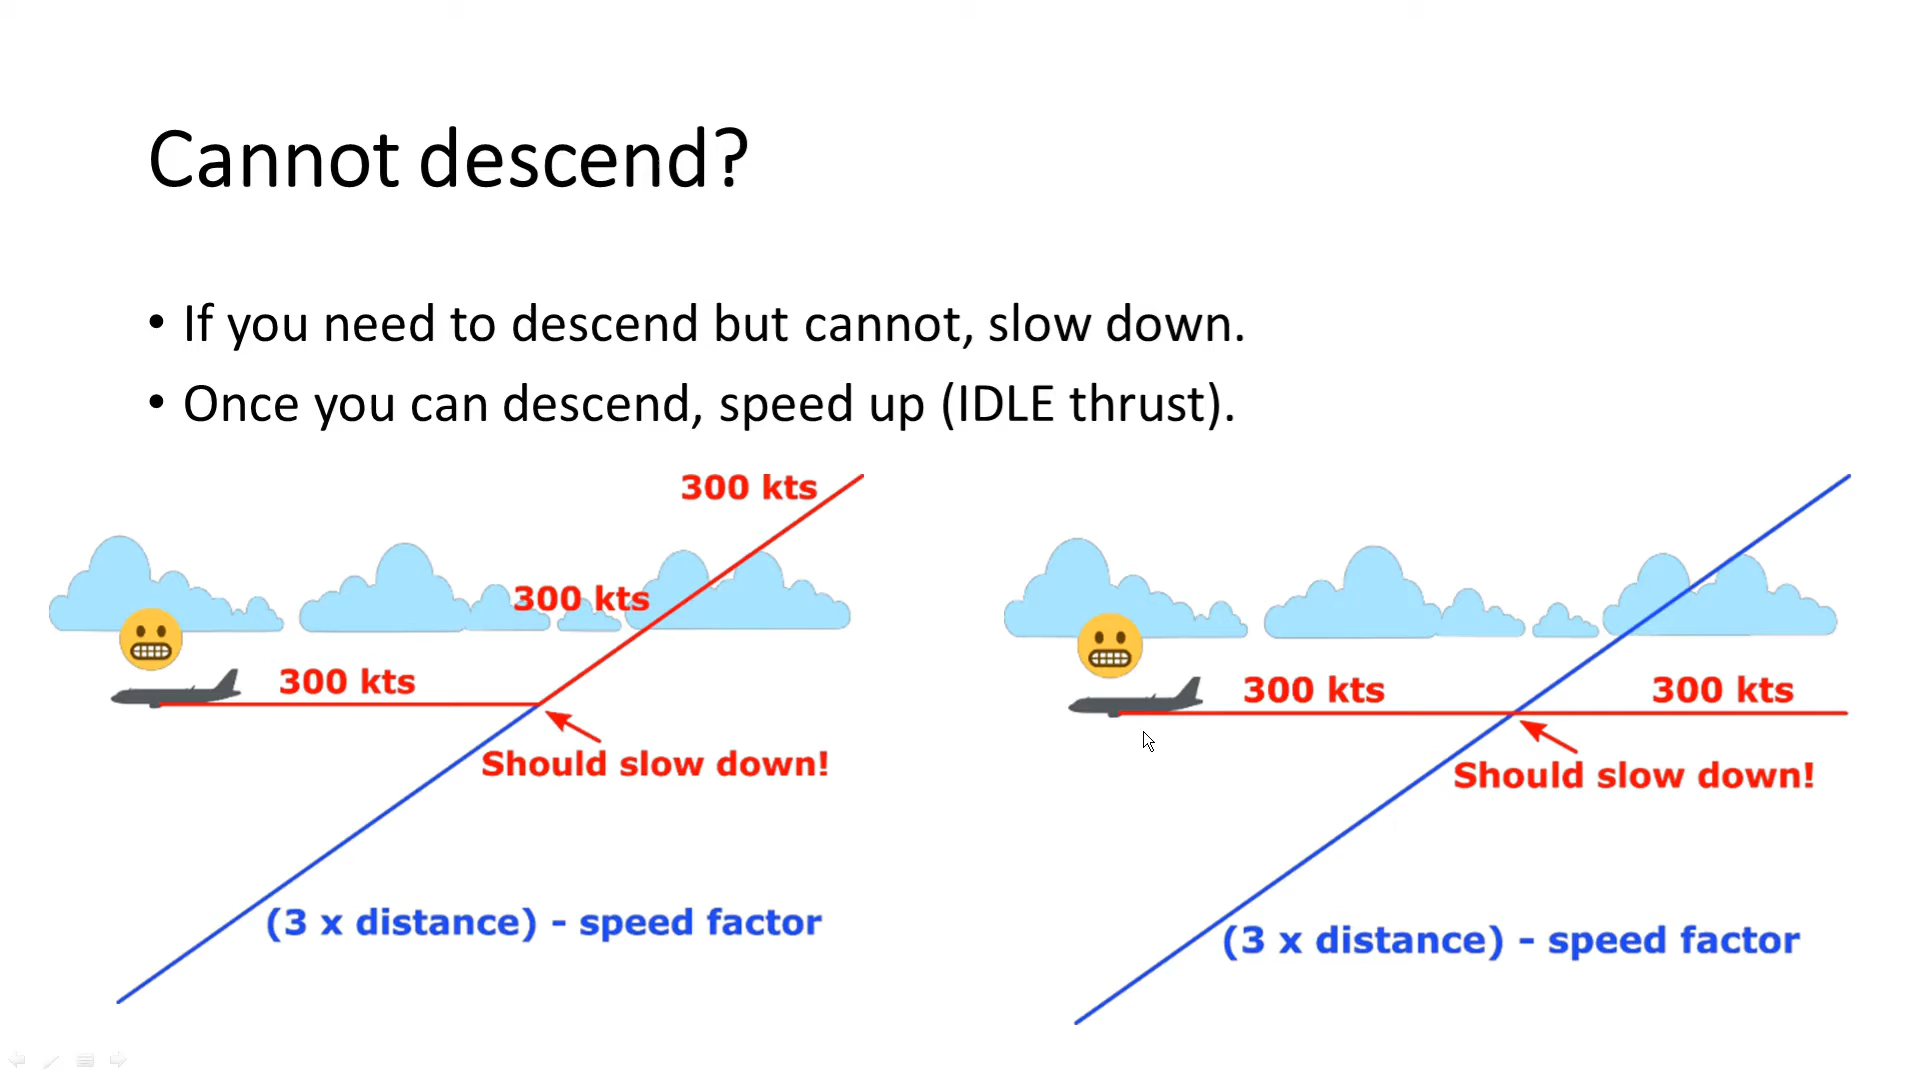 Cannot descend?
• If you need to descend but cannot, slow down.
• Once you can descend, speed up (IDLE thrust).
300 kts
300 kts
300 kts
Should slow down!
(3 x distance) - speed factor
300 kts
300 kts
Should slow down!
(3 x distance) - speed factor